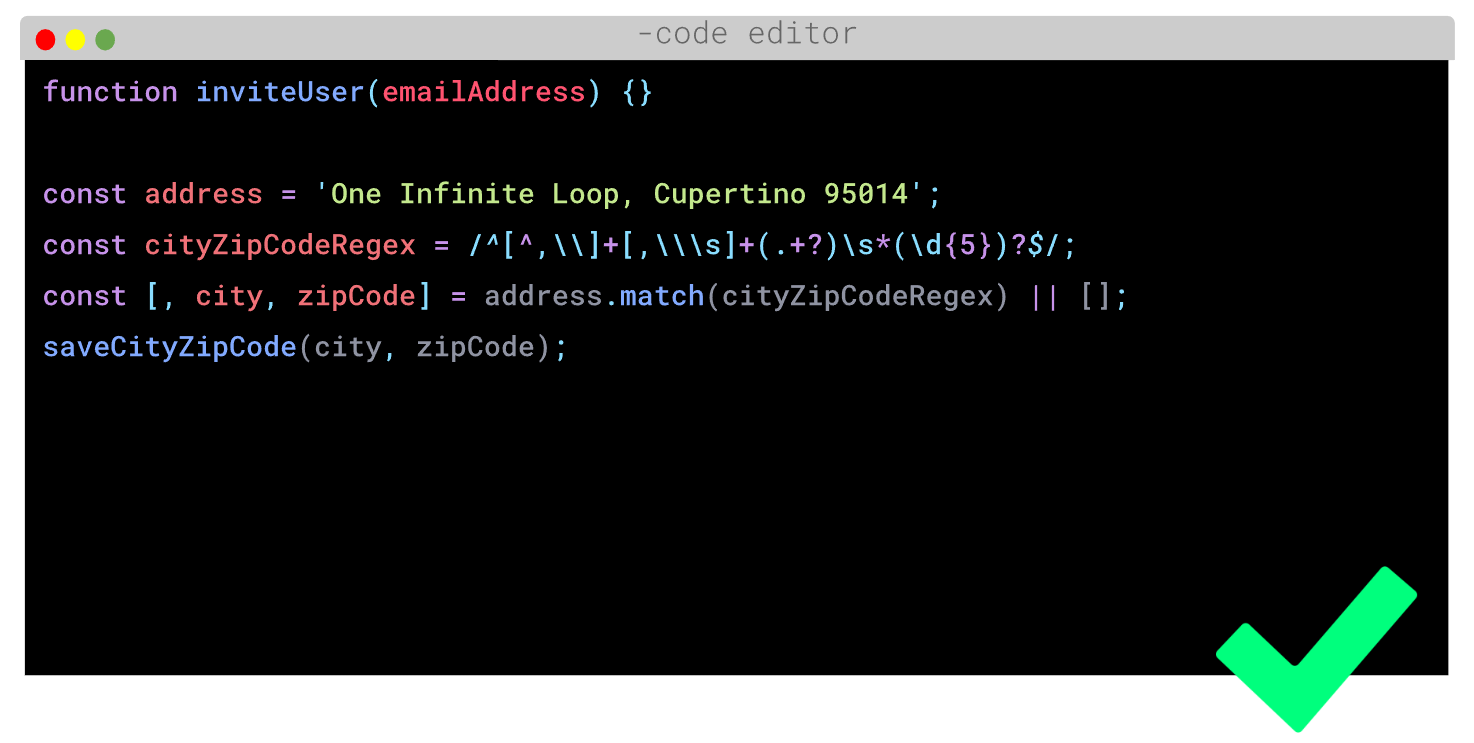 -code editor
function inviteUser(emailAddress) {}
const address = 'One Infinite Loop, Cupertino 95014';
const cityZipCodeRegex = /^[^,\\]+[,\\\s]+(.+?)\s*(\d{5})?$/;
const [, city, zipCode] = address.match(cityZipCodeRegex) || [];
saveCityZipCode(city, zipCode);